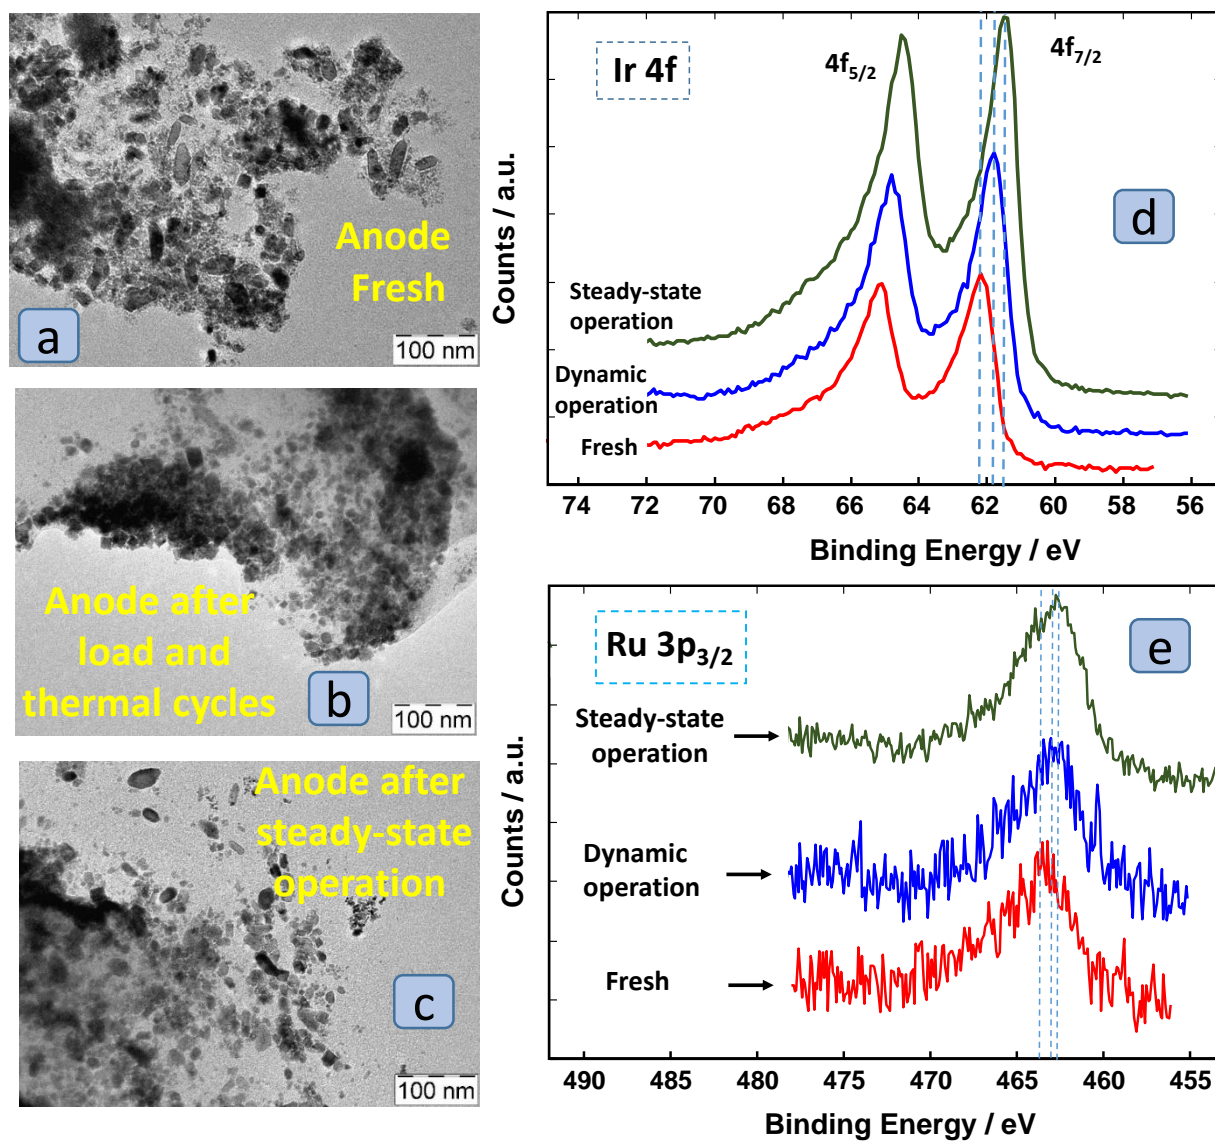 Anode
Fresh
a
100 nm
Anode after
load and
thermal cycles
b
100 nm
Anode after
steady-state
operation
c
100 nm
Ir 4f
4f5/2
4f7/2
d
Steady-state
operation
Dynamic
operation
Fresh
Counts / a.u.
74 72 70 68 66 64 62 60 58 56
Binding Energy / eV
Ru 3p3/2
e
Steady-state
operation
Dynamic
operation
Fresh
Counts / a.u.
490 485 480 475 470 465 460 455
Binding Energy / eV